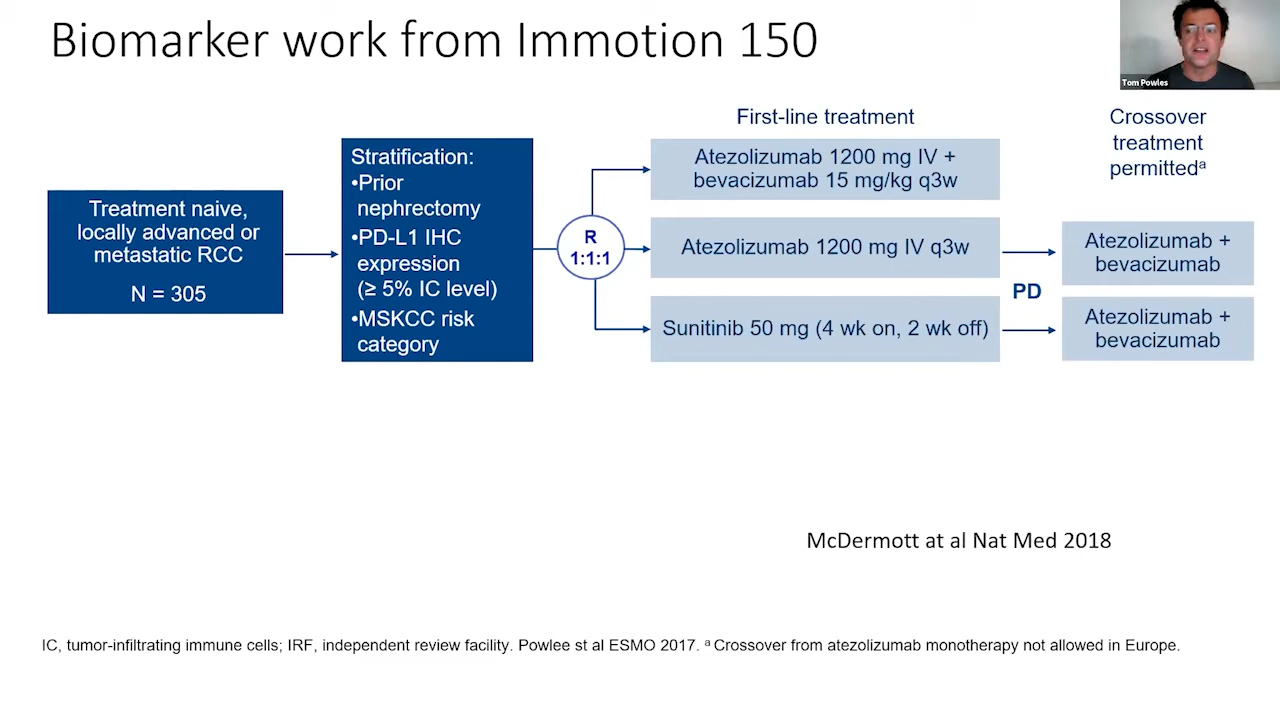 Biomarker work from Immotion 150
Tom Powles
First-line treatment
Crossover
treatment
permittedᵃ
Treatment naive,
locally advanced or
metastatic RCC
N = 305
Stratification:
•Prior
nephrectomy
•PD-L1 IHC
expression
(≥ 5% IC level)
•MSKCC risk
category
R
1:1:1
Atezolizumab 1200 mg IV +
bevacizumab 15 mg/kg q3w
Atezolizumab 1200 mg IV q3w
Sunitinib 50 mg (4 wk on, 2 wk off)
PD
Atezolizumab +
bevacizumab
Atezolizumab +
bevacizumab
McDermott at al Nat Med 2018
IC, tumor-infiltrating immune cells; IRF, independent review facility. Powlee st al ESMO 2017. ᵃ Crossover from atezolizumab monotherapy not allowed in Europe.